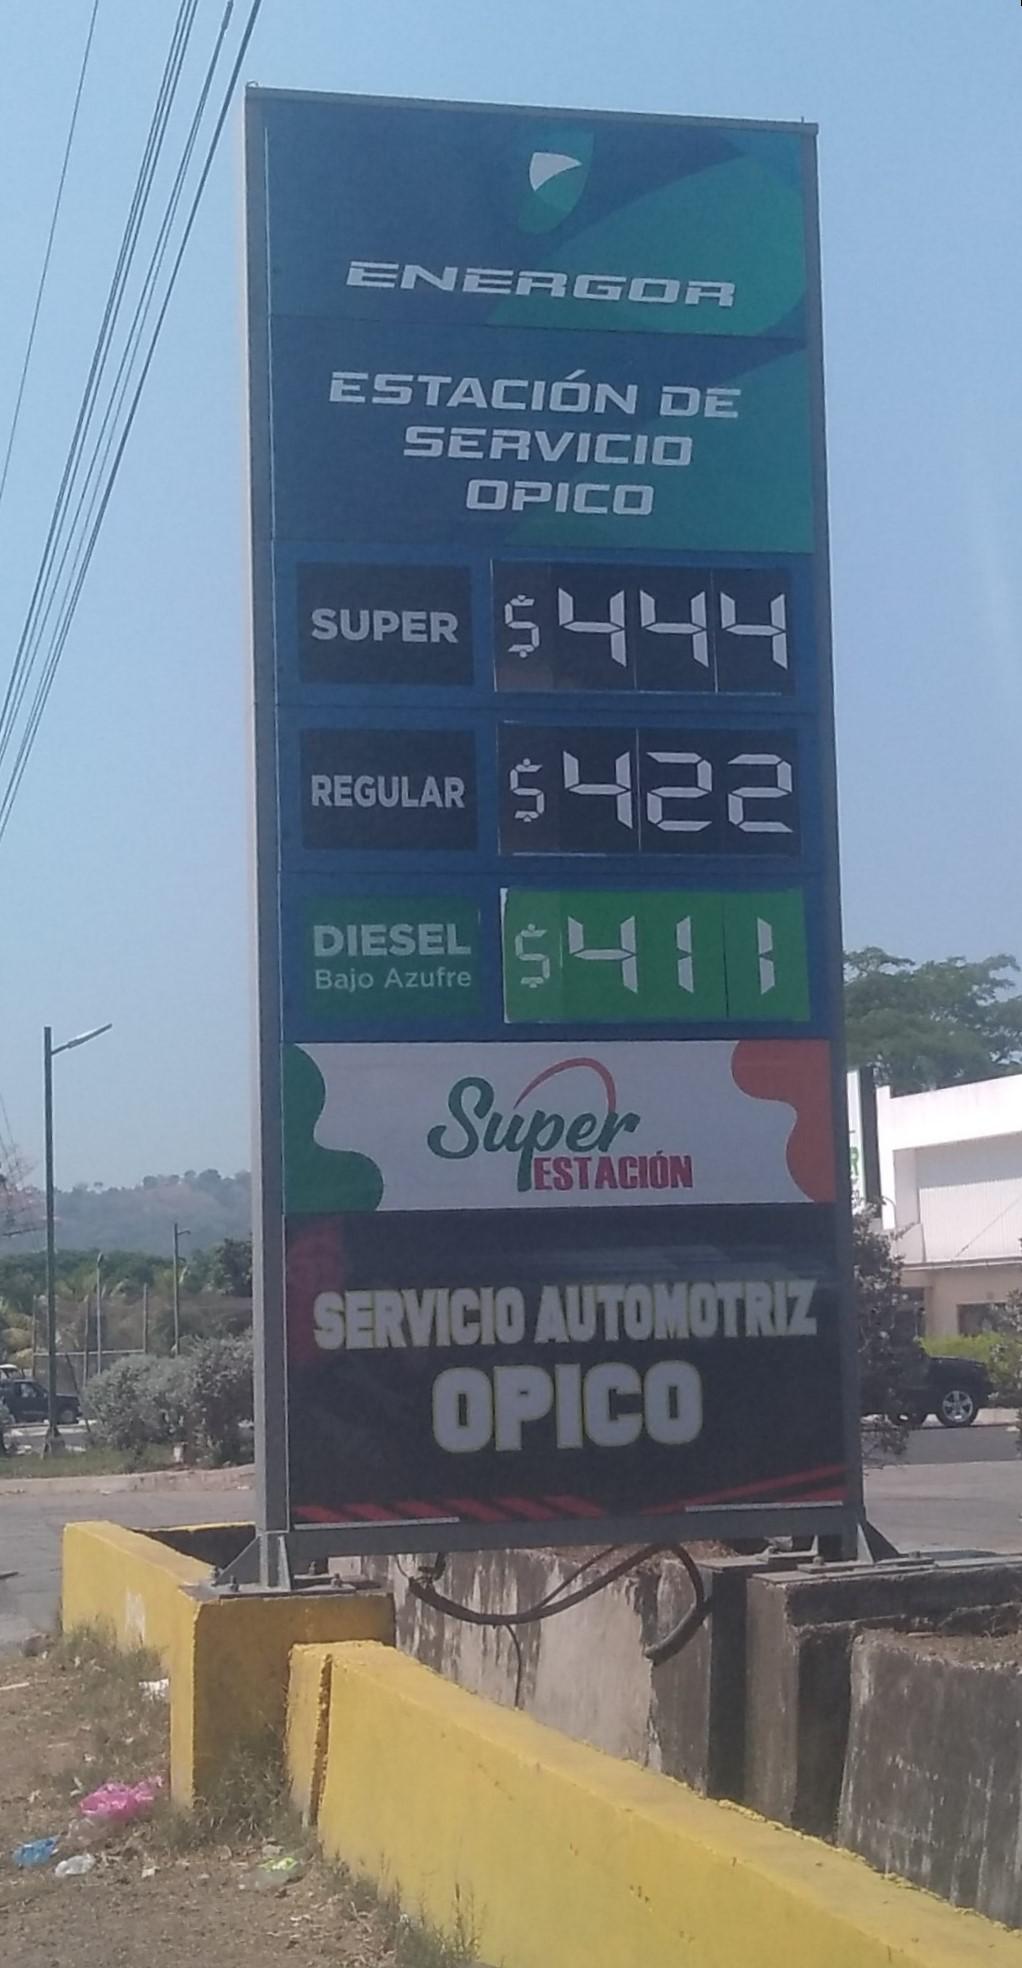 ENERGOR
ESTACIÓN DE
SERVICIO
OPICO
SUPER $444
REGULAR $422
DIESEL $411
Bajo Azufre
Super
ESTACIÓN
SERVICIO AUTOMOTRIZ
OPICO